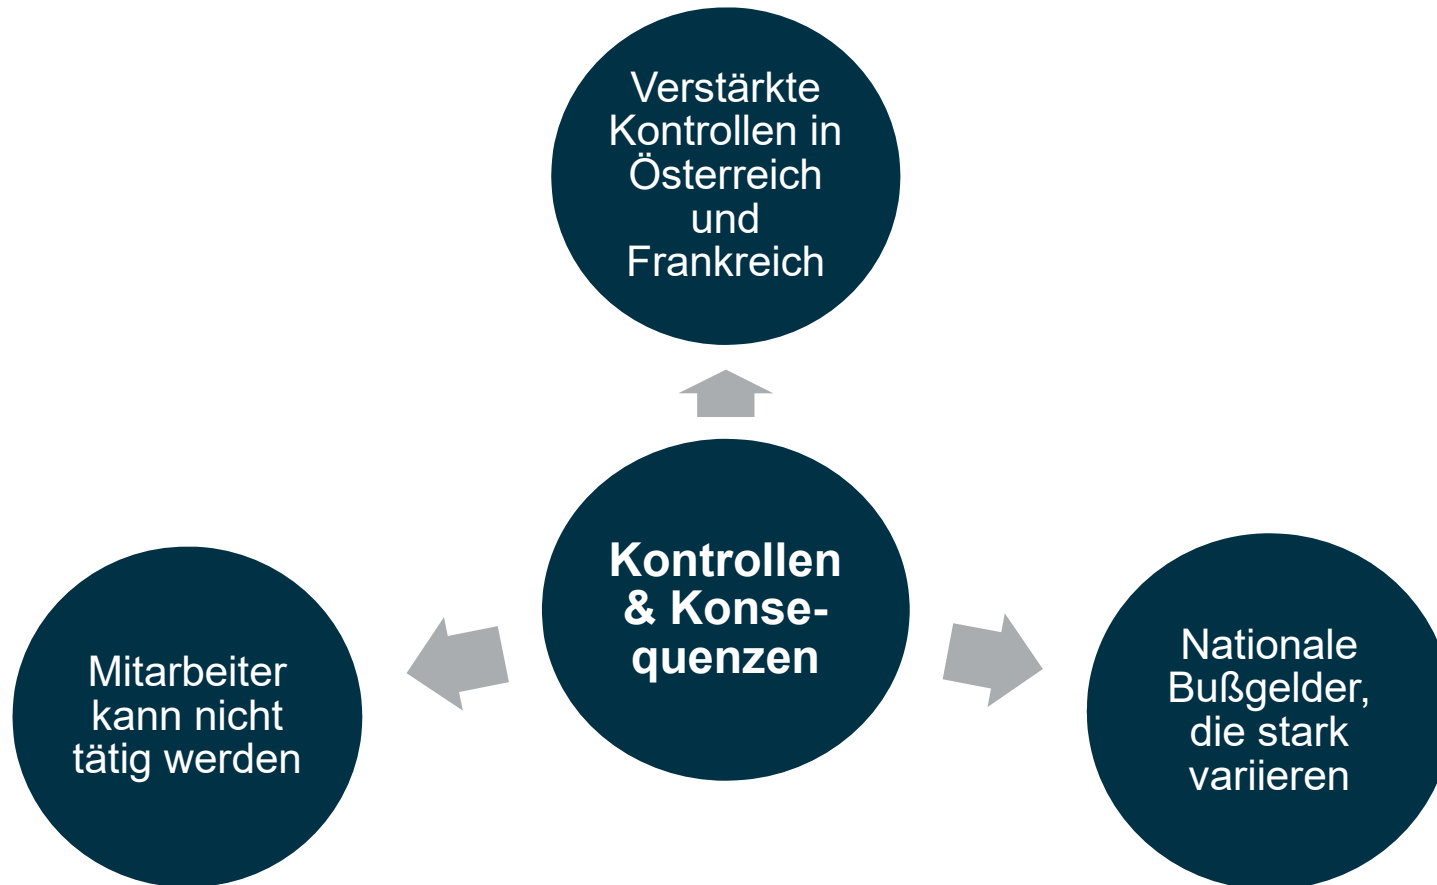 Verstärkte
Kontrollen in
Österreich
und
Frankreich
Kontrollen
& Konse-
quenzen
Mitarbeiter
kann nicht
tätig werden
Nationale
Bußgelder,
die stark
variieren